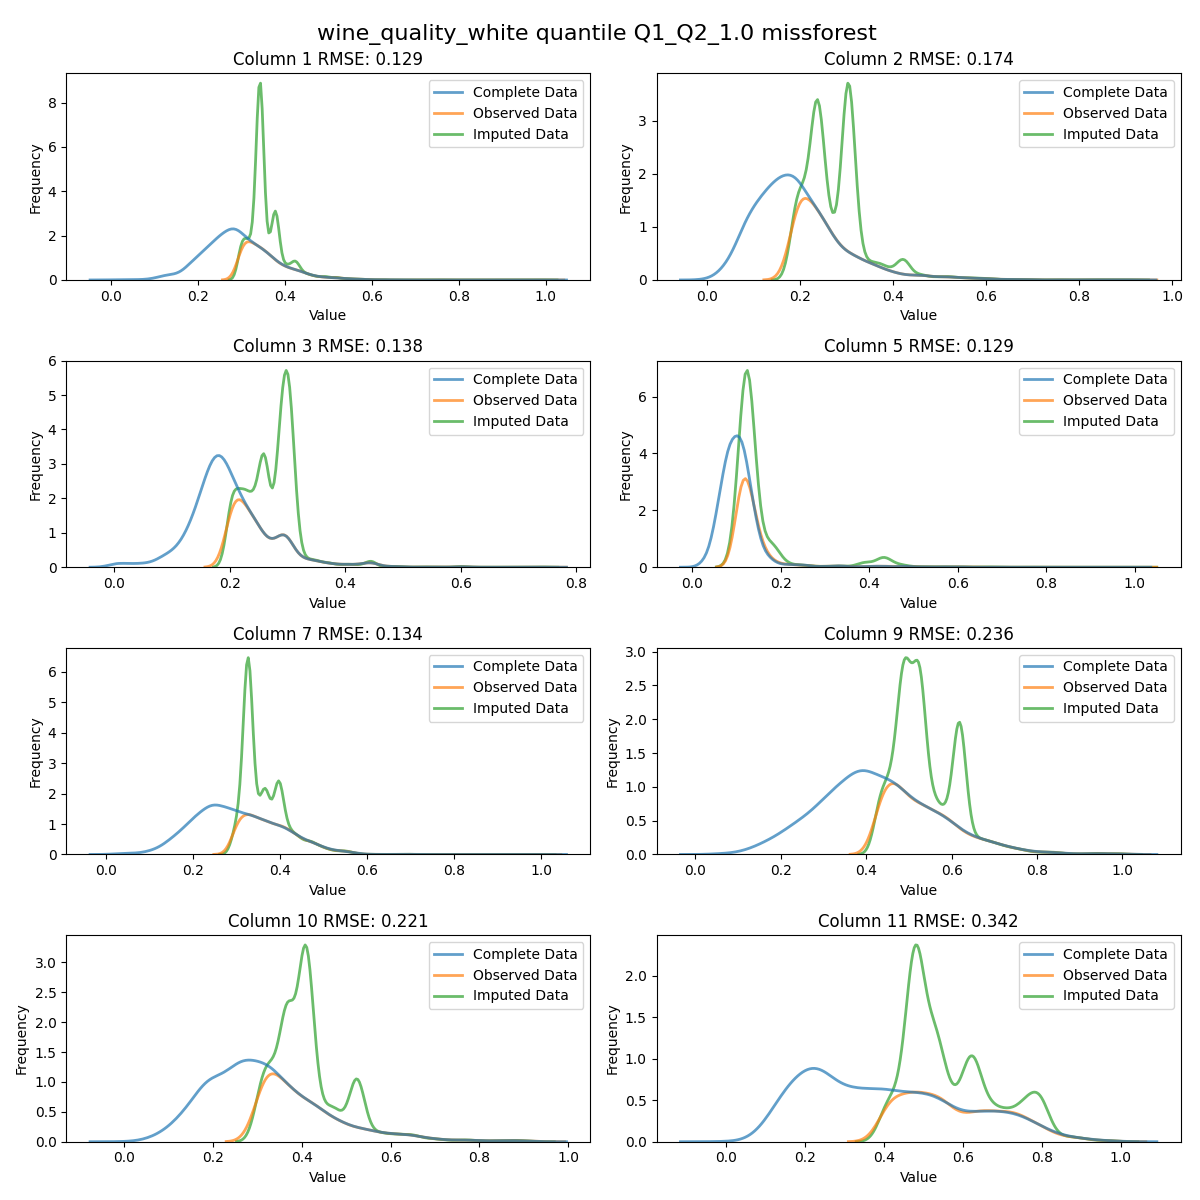 wine_quality_white quantile Q1_Q2_1.0 missforest
Column 1 RMSE: 0.129
Frequency
8
6
4
2
0
0.0 0.2 0.4 0.6 0.8 1.0
Value
Complete Data
Observed Data
Imputed Data
Column 2 RMSE: 0.174
Frequency
3
2
1
0
0.0 0.2 0.4 0.6 0.8 1.0
Value
Complete Data
Observed Data
Imputed Data
Column 3 RMSE: 0.138
Frequency
6
5
4
3
2
1
0
0.0 0.2 0.4 0.6 0.8
Value
Complete Data
Observed Data
Imputed Data
Column 5 RMSE: 0.129
Frequency
6
4
2
0
0.0 0.2 0.4 0.6 0.8 1.0
Value
Complete Data
Observed Data
Imputed Data
Column 7 RMSE: 0.134
Frequency
6
5
4
3
2
1
0
0.0 0.2 0.4 0.6 0.8 1.0
Value
Complete Data
Observed Data
Imputed Data
Column 9 RMSE: 0.236
Frequency
3.0
2.5
2.0
1.5
1.0
0.5
0.0
0.0 0.2 0.4 0.6 0.8 1.0
Value
Complete Data
Observed Data
Imputed Data
Column 10 RMSE: 0.221
Frequency
3.0
2.5
2.0
1.5
1.0
0.5
0.0
0.0 0.2 0.4 0.6 0.8 1.0
Value
Complete Data
Observed Data
Imputed Data
Column 11 RMSE: 0.342
Frequency
2.0
1.5
1.0
0.5
0.0
0.0 0.2 0.4 0.6 0.8 1.0
Value
Complete Data
Observed Data
Imputed Data